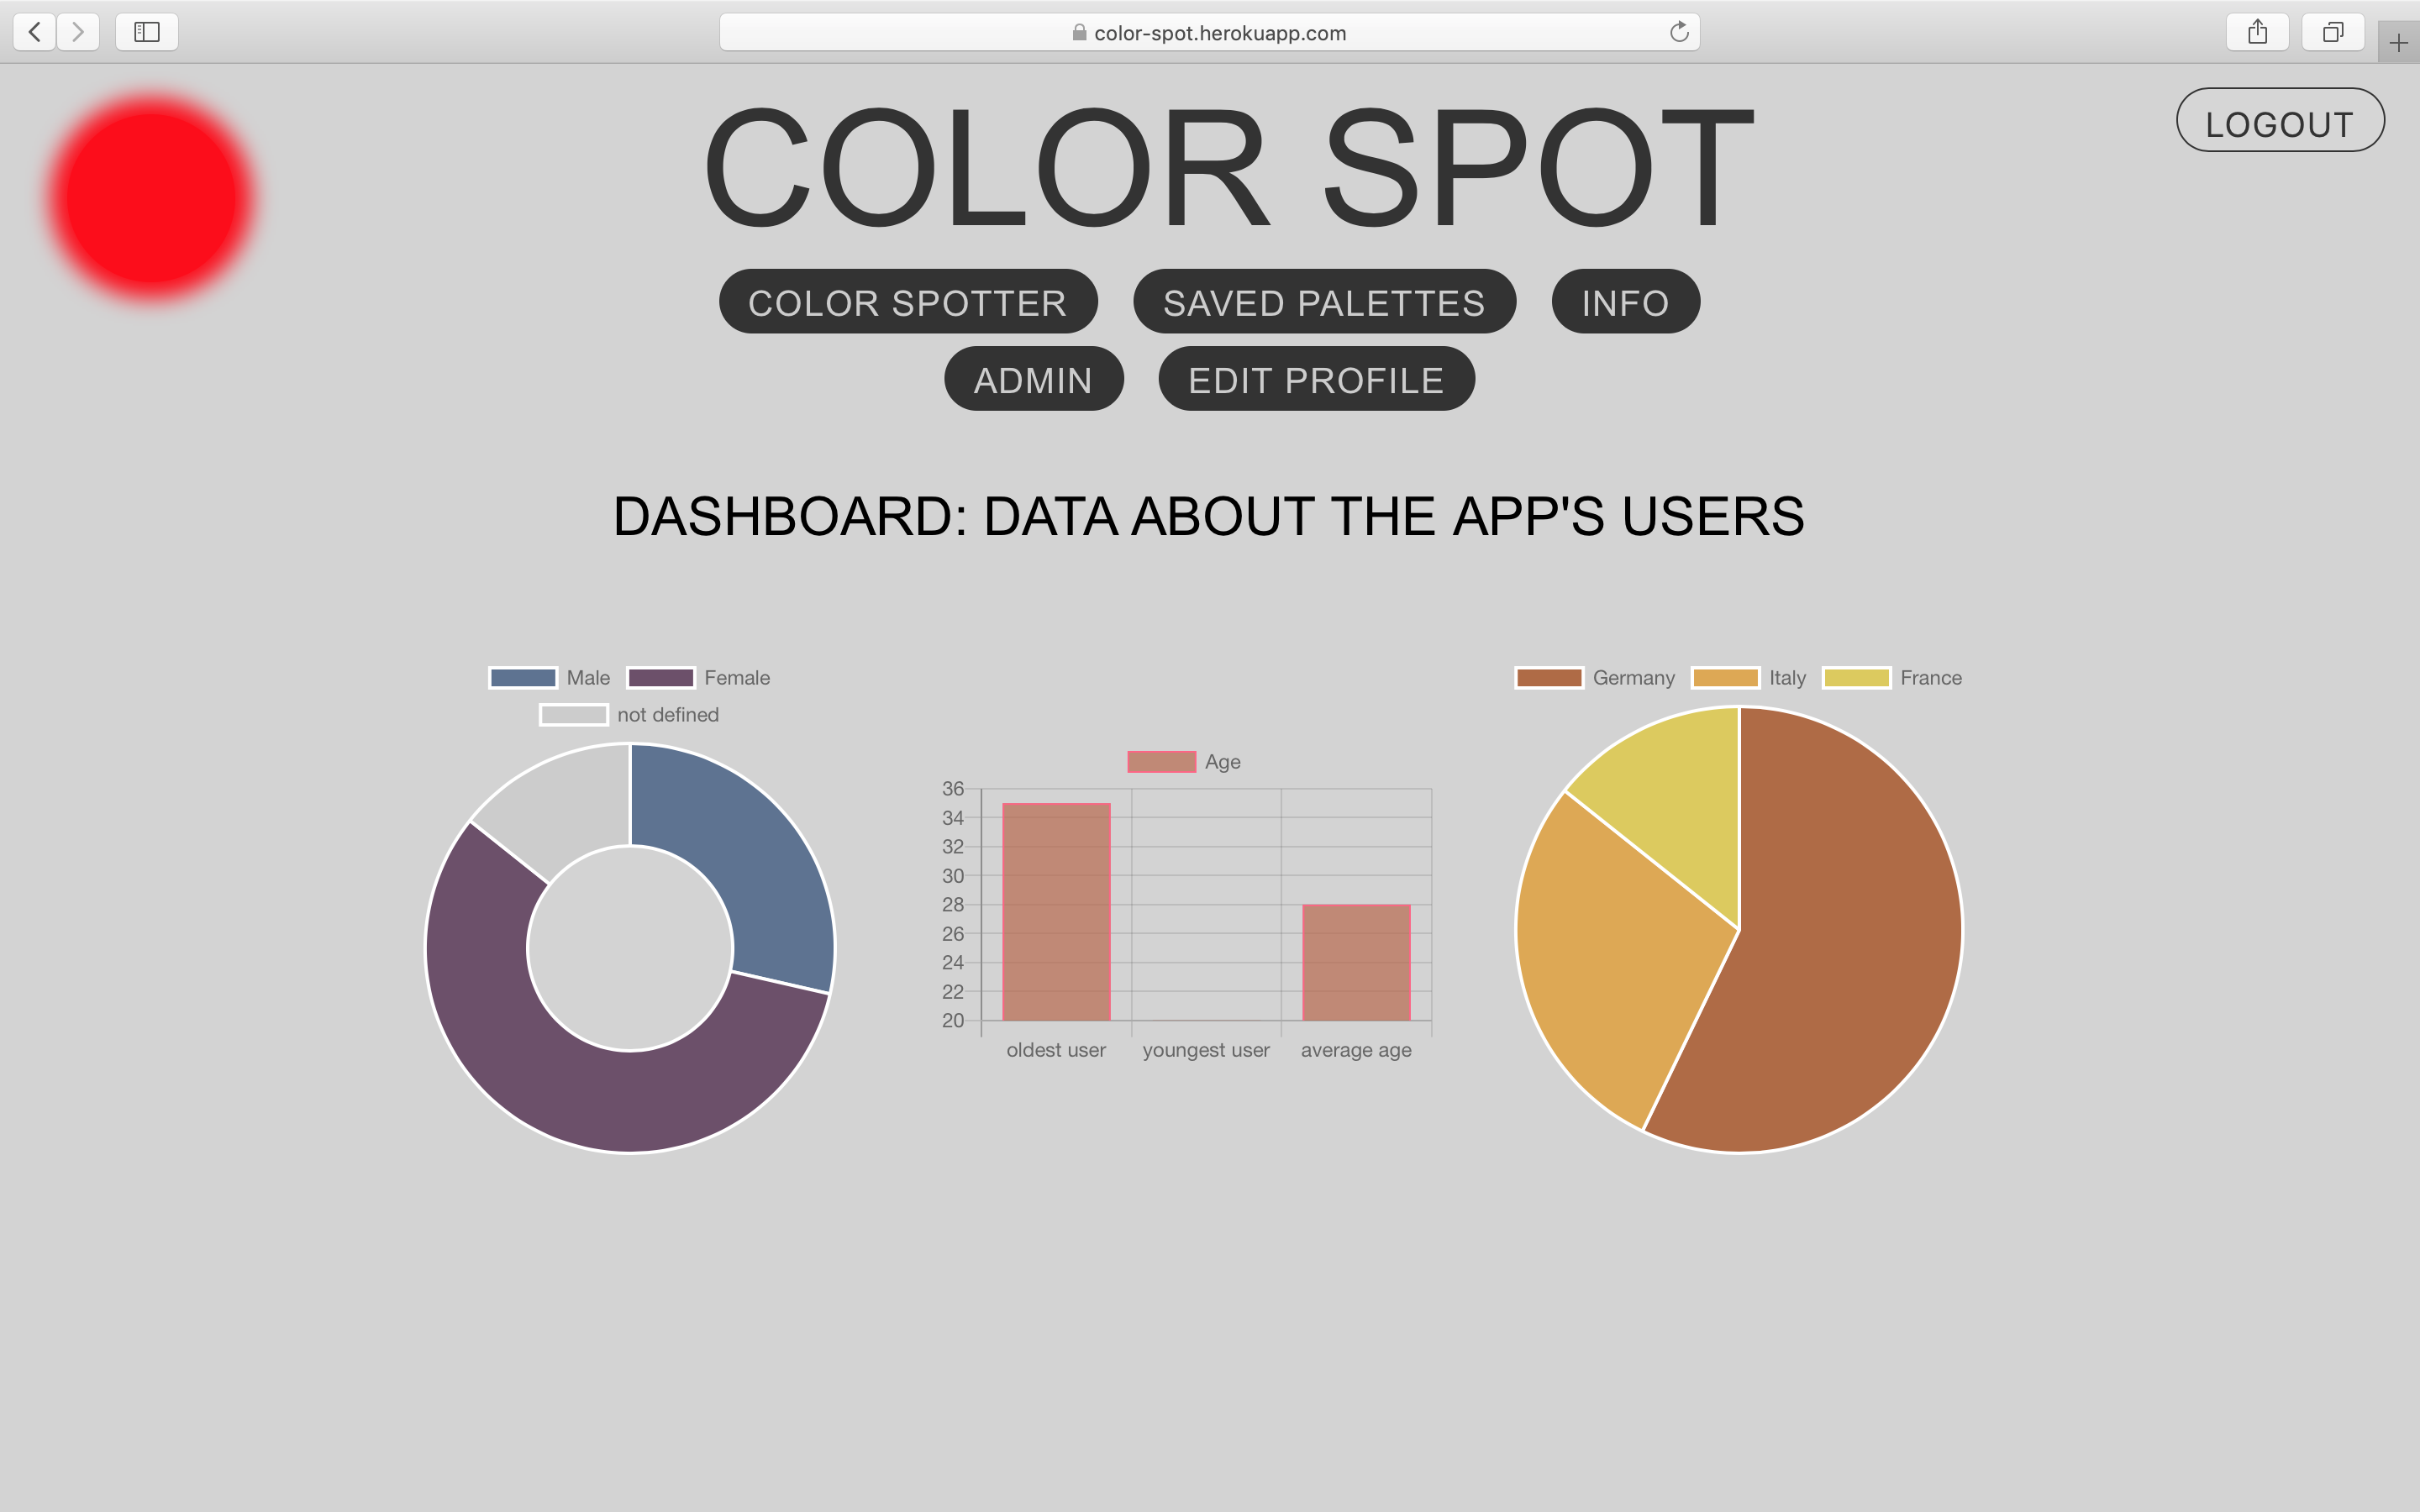 color-spot.herokuapp.com
COLOR SPOT
LOGOUT
COLOR SPOTTER SAVED PALETTES INFO
ADMIN EDIT PROFILE
DASHBOARD: DATA ABOUT THE APP'S USERS
Male Female
not defined
Age
36
34
32
30
28
26
24
22
20
oldest user youngest user average age
Germany Italy France